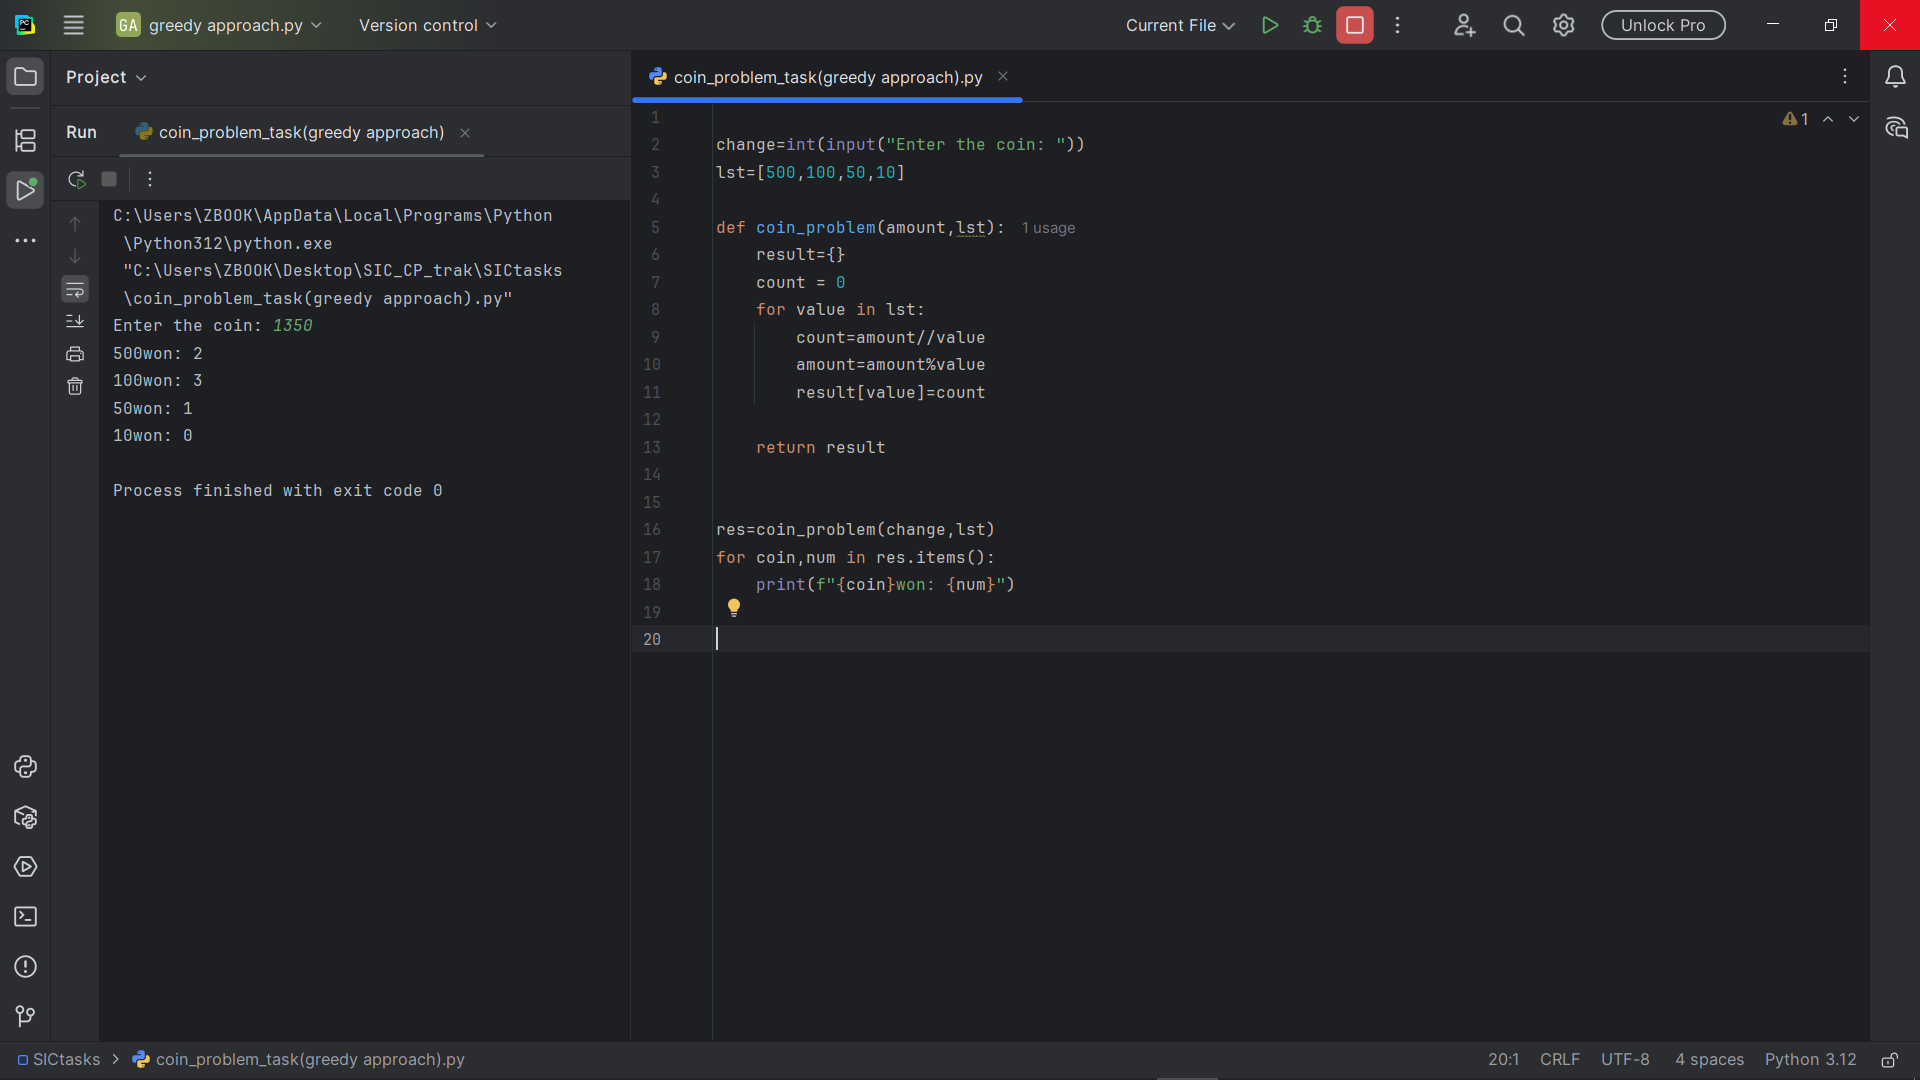 GA greedy approach.py Version control Current File Unlock Pro
Project
coin_problem_task(greedy approach).py
Run coin_problem_task(greedy approach)
C:\Users\ZBOOK\AppData\Local\Programs\Python
\Python312\python.exe
"C:\Users\ZBOOK\Desktop\SIC_CP_trak\SICtasks
\coin_problem_task(greedy approach).py"
Enter the coin: 1350
500won: 2
100won: 3
50won: 1
10won: 0
Process finished with exit code 0
1
1
2 change=int(input("Enter the coin: "))
3 lst=[500,100,50,10]
4
5 def coin_problem(amount,lst): 1 usage
6 result={}
7 count = 0
8 for value in lst:
9 count=amount//value
10 amount=amount%value
11 result[value]=count
12
13 return result
14
15
16 res=coin_problem(change,lst)
17 for coin,num in res.items():
18 print(f"{coin}won: {num}")
19
20
SICtasks > coin_problem_task(greedy approach).py 20:1 CRLF UTF-8 4 spaces Python 3.12